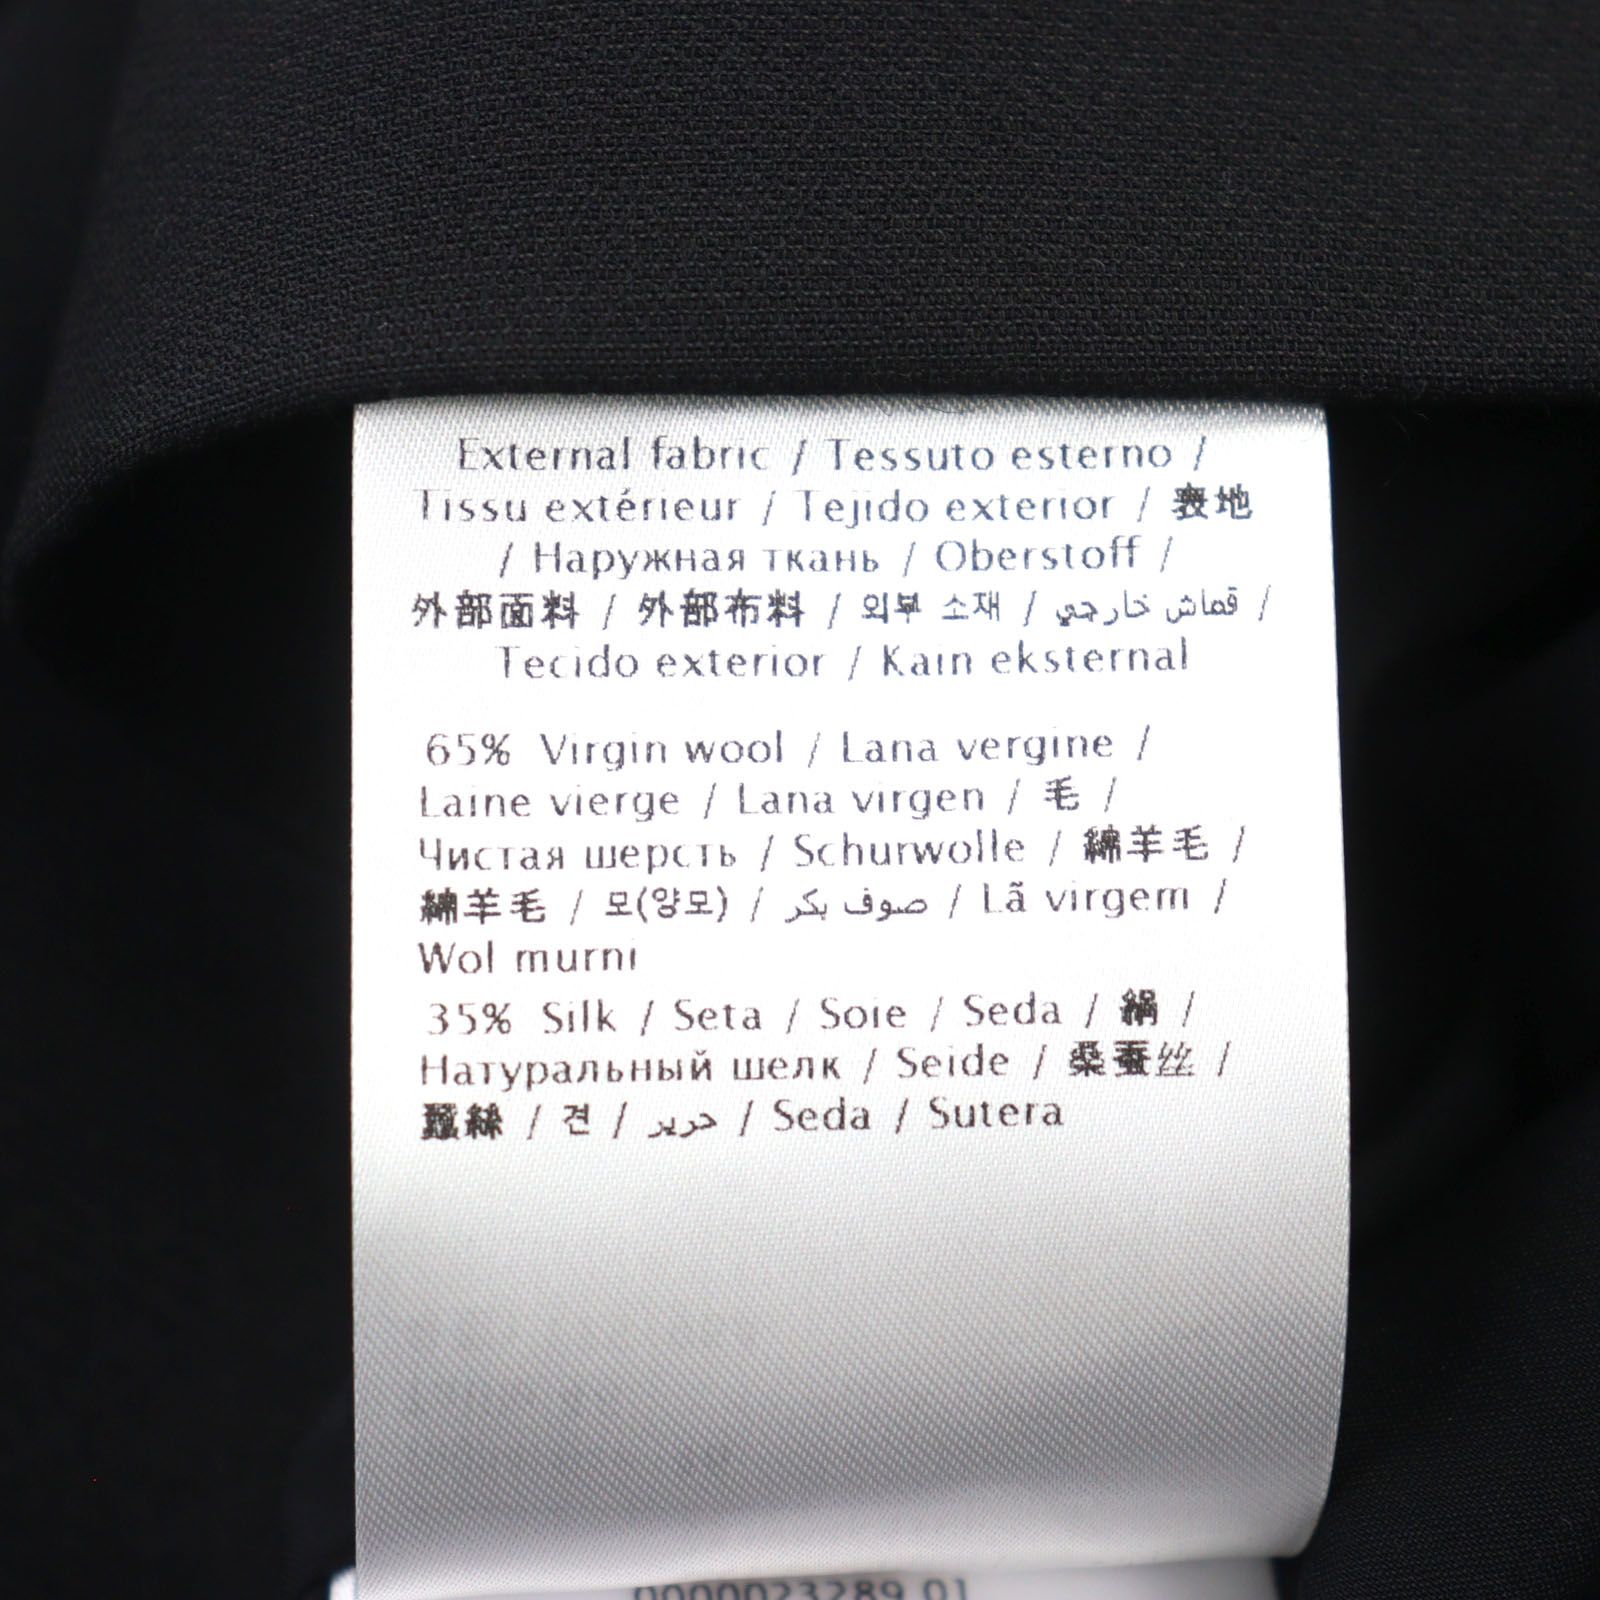 External fabric / Tessuto esterno /
Tissu extérieur / Tejido exterior / 表地
/ Наружная ткань / Oberstoff /
外部面料 / 外部布料 / 외부 소재 / قماش خارجي /
Tecido exterior / Kain eksternal
65% Virgin wool / Lana vergine /
Laine vierge / Lana virgen / 毛 /
Чистая шерсть / Schurwolle / 綿羊毛 /
綿羊毛 / 모(양모) / صوف بكر / Lã virgem /
Wol murni
35% Silk / Seta / Soie / Seda / 絹 /
Натуральный шелк / Seide / 桑蚕丝 /
蠶絲 / 견 / حرير / Seda / Sutera
0000023289 01